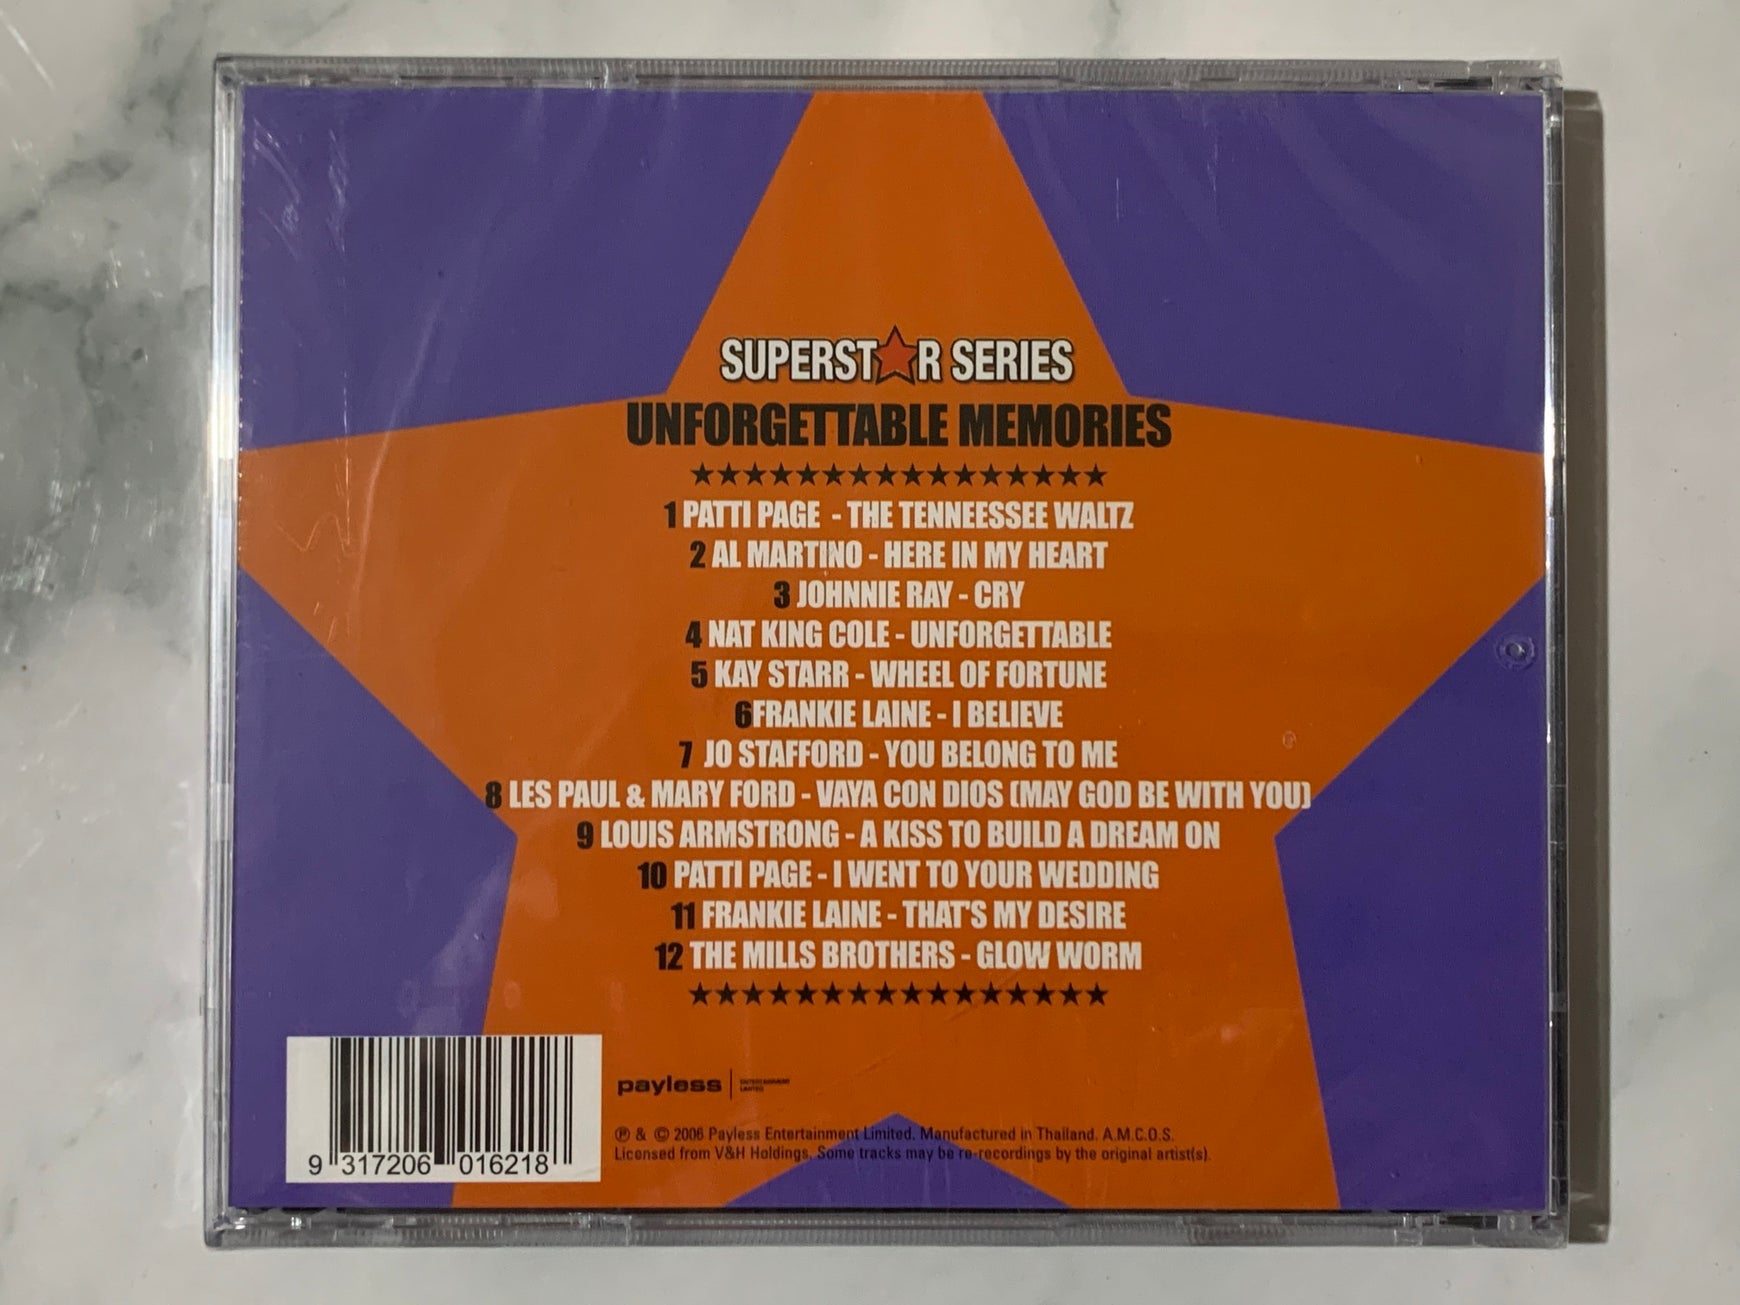 SUPERST★R SERIES
UNFORGETTABLE MEMORIES
1 PATTI PAGE - THE TENNEESSEE WALTZ
2 AL MARTINO - HERE IN MY HEART
3 JOHNNIE RAY - CRY
4 NAT KING COLE - UNFORGETTABLE
5 KAY STARR - WHEEL OF FORTUNE
6 FRANKIE LAINE - I BELIEVE
7 JO STAFFORD - YOU BELONG TO ME
8 LES PAUL & MARY FORD - VAYA CON DIOS (MAY GOD BE WITH YOU)
9 LOUIS ARMSTRONG - A KISS TO BUILD A DREAM ON
10 PATTI PAGE - I WENT TO YOUR WEDDING
11 FRANKIE LAINE - THAT'S MY DESIRE
12 THE MILLS BROTHERS - GLOW WORM
payless | ENTERTAINMENT
LIMITED
℗ & © 2006 Payless Entertainment Limited. Manufactured in Thailand. A.M.C.O.S.
Licensed from V&H Holdings. Some tracks may be re-recordings by the original artist(s).
9 317206 016218